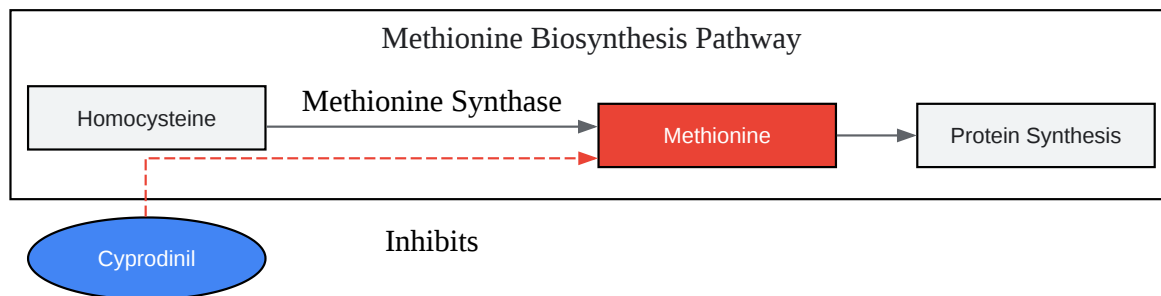 Methionine Biosynthesis Pathway
Methionine Synthase
Homocysteine
Methionine
Protein Synthesis
Inhibits
Cyprodinil